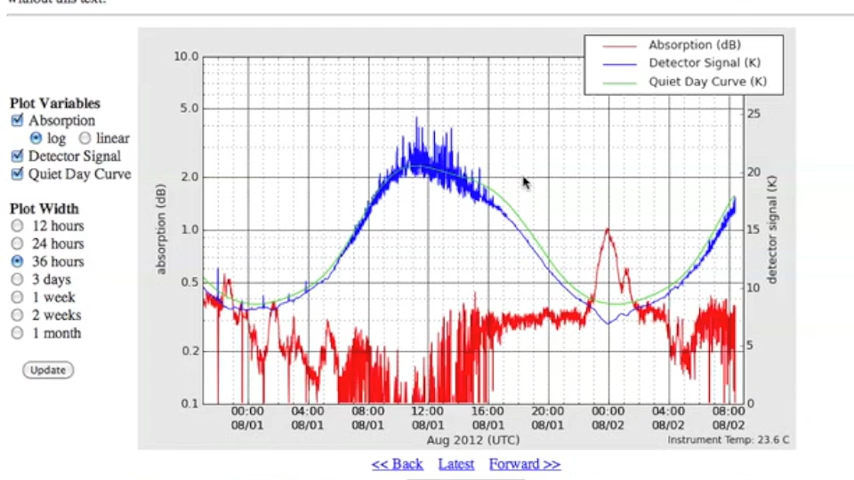 without this text.
Plot Variables
Absorption
log linear
Detector Signal
Quiet Day Curve
Plot Width
12 hours
24 hours
36 hours
3 days
1 week
2 weeks
1 month
Update
Absorption (dB)
Detector Signal (K)
Quiet Day Curve (K)
absorption (dB)
10.0
5.0
2.0
1.0
0.5
0.2
0.1
25
20
15
10
5
0
detector signal (K)
00:00 04:00 08:00 12:00 16:00 20:00 00:00 04:00 08:00
08/01 08/01 08/01 08/01 08/01 08/01 08/02 08/02 08/02
Aug 2012 (UTC)
Instrument Temp: 23.6 C
<< Back Latest Forward >>